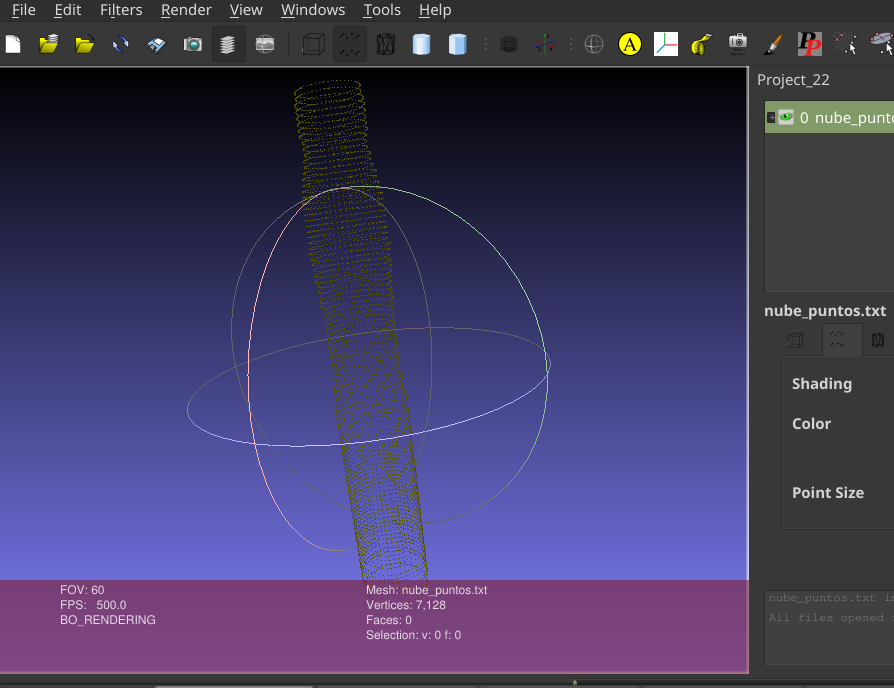 File Edit Filters Render View Windows Tools Help
A
PP
Project_22
0 nube_punto
nube_puntos.txt
Shading
Color
Point Size
FOV: 60
FPS: 500.0
BO_RENDERING
Mesh: nube_puntos.txt
Vertices: 7,128
Faces: 0
Selection: v: 0 f: 0
nube_puntos.txt i
All files opened